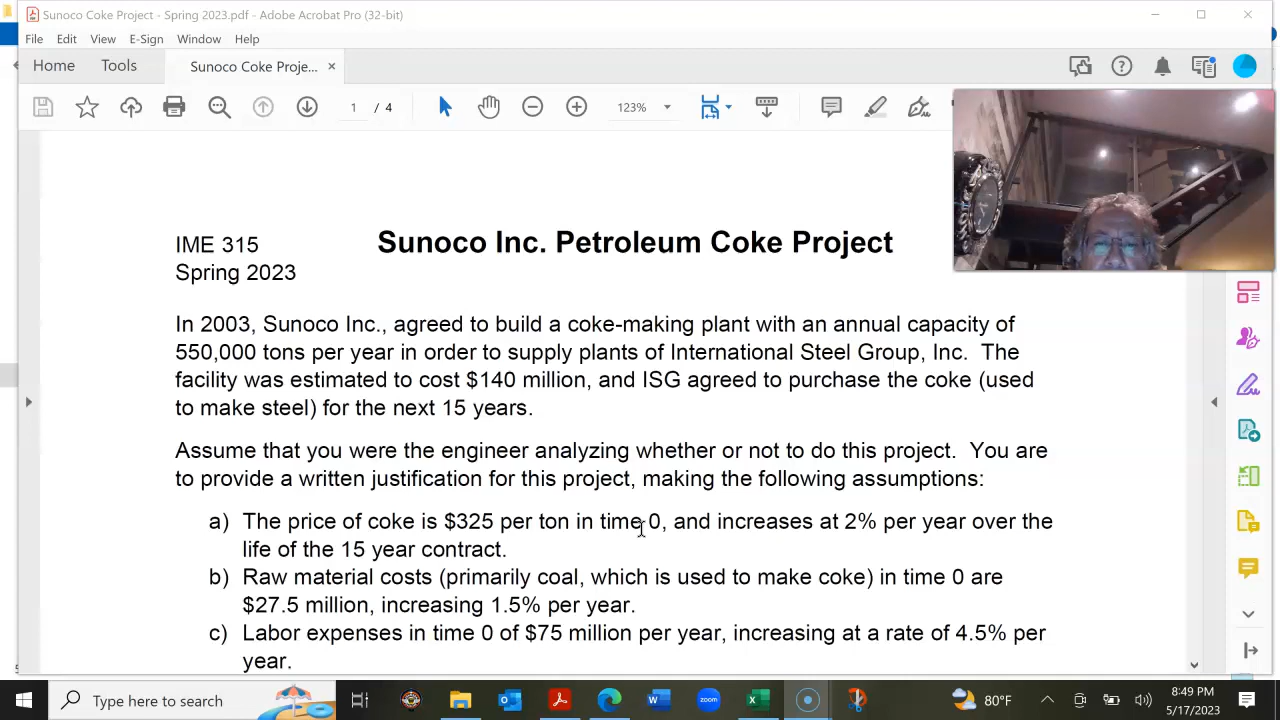 Sunoco Coke Project - Spring 2023.pdf - Adobe Acrobat Pro (32-bit)
File Edit View E-Sign Window Help
Home Tools Sunoco Coke Proje... ×
1 / 4 123%
IME 315 Sunoco Inc. Petroleum Coke Project
Spring 2023
In 2003, Sunoco Inc., agreed to build a coke-making plant with an annual capacity of
550,000 tons per year in order to supply plants of International Steel Group, Inc. The
facility was estimated to cost $140 million, and ISG agreed to purchase the coke (used
to make steel) for the next 15 years.
Assume that you were the engineer analyzing whether or not to do this project. You are
to provide a written justification for this project, making the following assumptions:
a) The price of coke is $325 per ton in time 0, and increases at 2% per year over the
life of the 15 year contract.
b) Raw material costs (primarily coal, which is used to make coke) in time 0 are
$27.5 million, increasing 1.5% per year.
c) Labor expenses in time 0 of $75 million per year, increasing at a rate of 4.5% per
year.
Type here to search
zoom
80°F
8:49 PM
5/17/2023